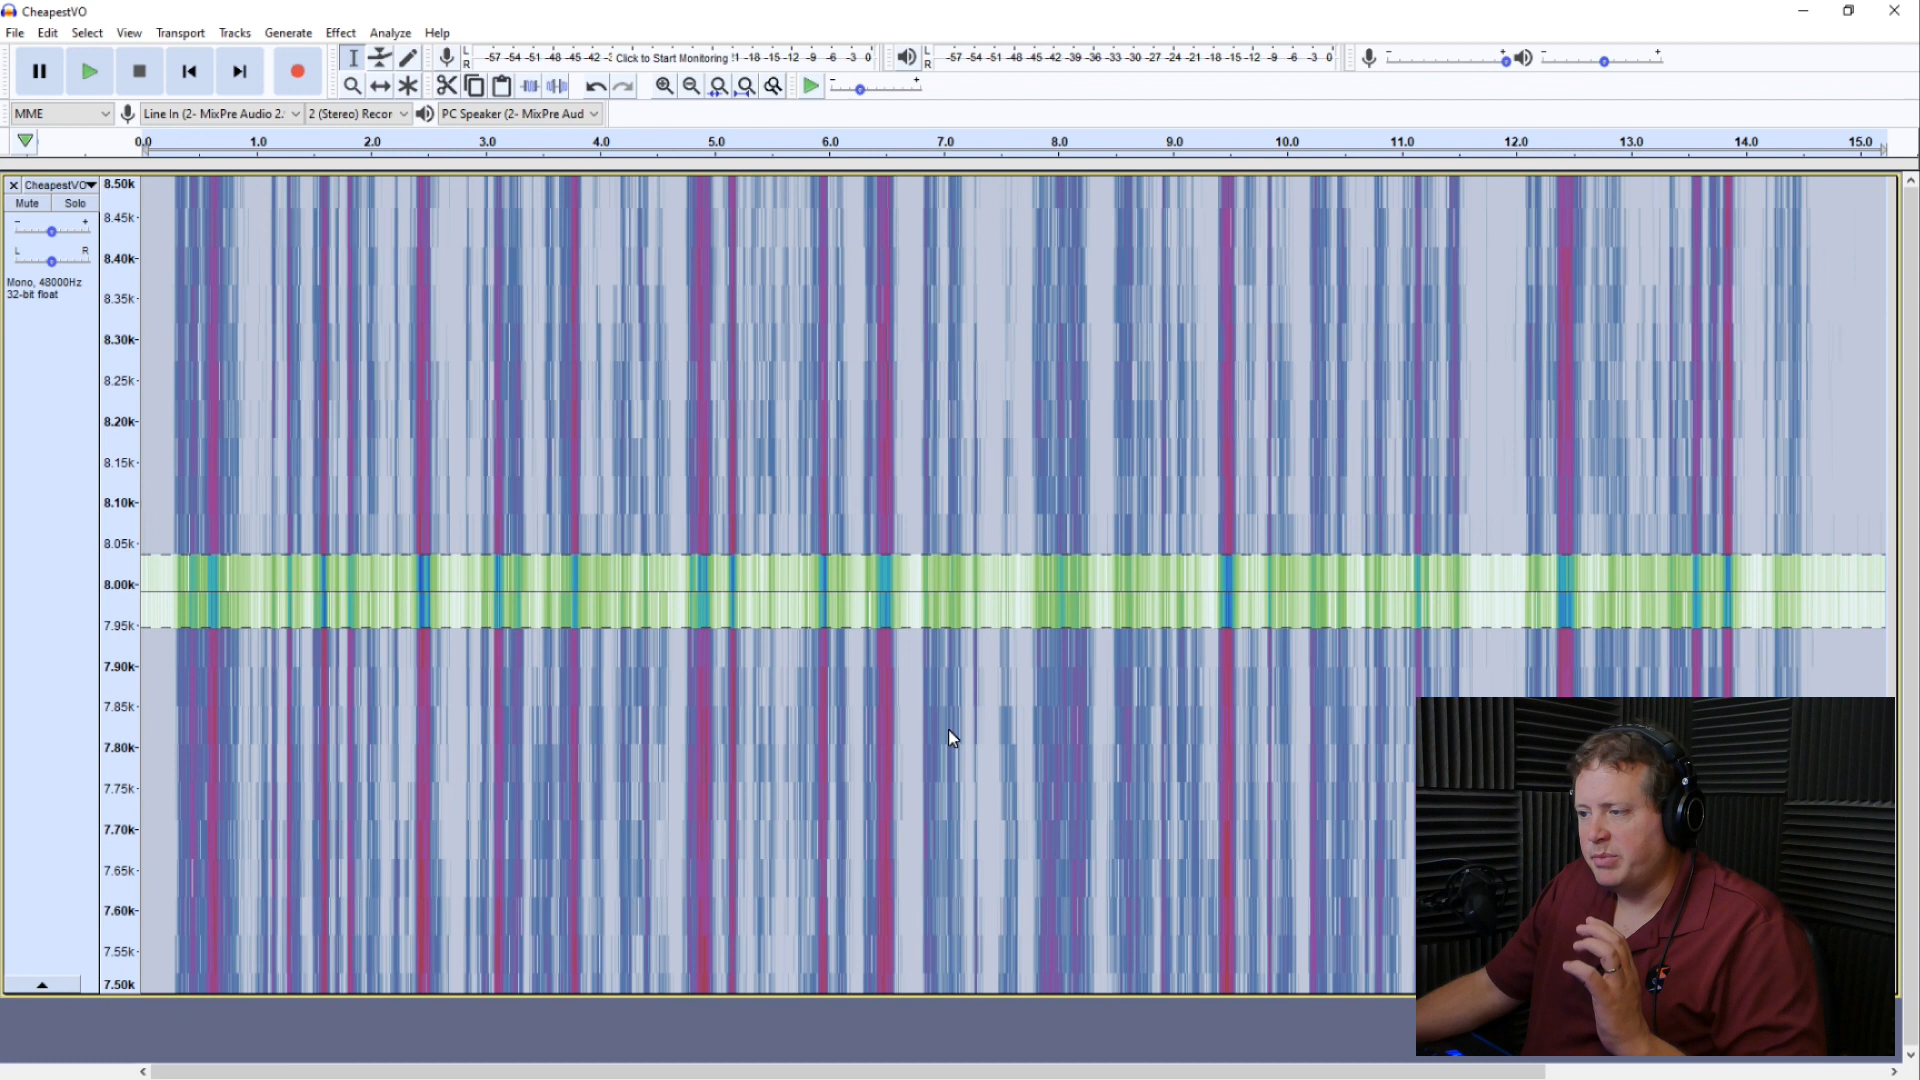 CheapestVO
File Edit Select View Transport Tracks Generate Effect Analyze Help
L
R
-57 -54 -51 -48 -45 -42 -3 Click to Start Monitoring !1 -18 -15 -12 -9 -6 -3 0
L
R
-57 -54 -51 -48 -45 -42 -39 -36 -33 -30 -27 -24 -21 -18 -15 -12 -9 -6 -3 0
- +
- +
- +
MME Line In (2- MixPre Audio 2. 2 (Stereo) Recor PC Speaker (2- MixPre Aud
0.0 1.0 2.0 3.0 4.0 5.0 6.0 7.0 8.0 9.0 10.0 11.0 12.0 13.0 14.0 15.0
CheapestVO
Mute Solo
- +
L R
Mono, 48000Hz
32-bit float
8.50k
8.45k
8.40k
8.35k
8.30k
8.25k
8.20k
8.15k
8.10k
8.05k
8.00k
7.95k
7.90k
7.85k
7.80k
7.75k
7.70k
7.65k
7.60k
7.55k
7.50k